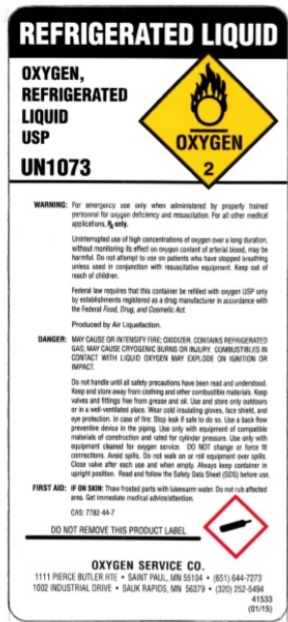 REFRIGERATED LIQUID
OXYGEN,
REFRIGERATED
LIQUID
USP
UN1073
OXYGEN
2
WARNING: For emergency use only when administered by properly trained
personnel for oxygen deficiency and resuscitation. For all other medical
applications, ℞ only.
Uninterrupted use of high concentrations of oxygen over a long duration,
without monitoring its effect on oxygen content of arterial blood, may be
harmful. Do not attempt to use on patients who have stopped breathing
unless used in conjunction with resuscitative equipment. Keep out of
reach of children.
Federal law requires that this container be refilled with oxygen USP only
by establishments registered as a drug manufacturer in accordance with
the Federal Food, Drug, and Cosmetic Act.
Produced by Air Liquefaction.
DANGER: MAY CAUSE OR INTENSIFY FIRE; OXIDIZER. CONTAINS REFRIGERATED
GAS; MAY CAUSE CRYOGENIC BURNS OR INJURY. COMBUSTIBLES IN
CONTACT WITH LIQUID OXYGEN MAY EXPLODE ON IGNITION OR
IMPACT.
Do not handle until all safety precautions have been read and understood.
Keep and store away from clothing and other combustible materials. Keep
valves and fittings free from grease and oil. Use and store only outdoors
or in a well-ventilated place. Wear cold insulating gloves, face shield, and
eye protection. In case of fire: Stop leak if safe to do so. Use a back flow
preventive device in the piping. Use only with equipment of compatible
materials of construction and rated for cylinder pressure. Use only with
equipment cleaned for oxygen service. DO NOT change or force fit
connections. Avoid spills. Do not walk on or roll equipment over spills.
Close valve after each use and when empty. Always keep container in
upright position. Read and follow the Safety Data Sheet (SDS) before use.
FIRST AID: IF ON SKIN: Thaw frosted parts with lukewarm water. Do not rub affected
area. Get immediate medical advice/attention.
CAS: 7782-44-7
DO NOT REMOVE THIS PRODUCT LABEL
OXYGEN SERVICE CO.
1111 PIERCE BUTLER RTE • SAINT PAUL, MN 55104 • (651) 644-7273
1002 INDUSTRIAL DRIVE • SAUK RAPIDS, MN 56379 • (320) 252-5494
41533
(01/15)